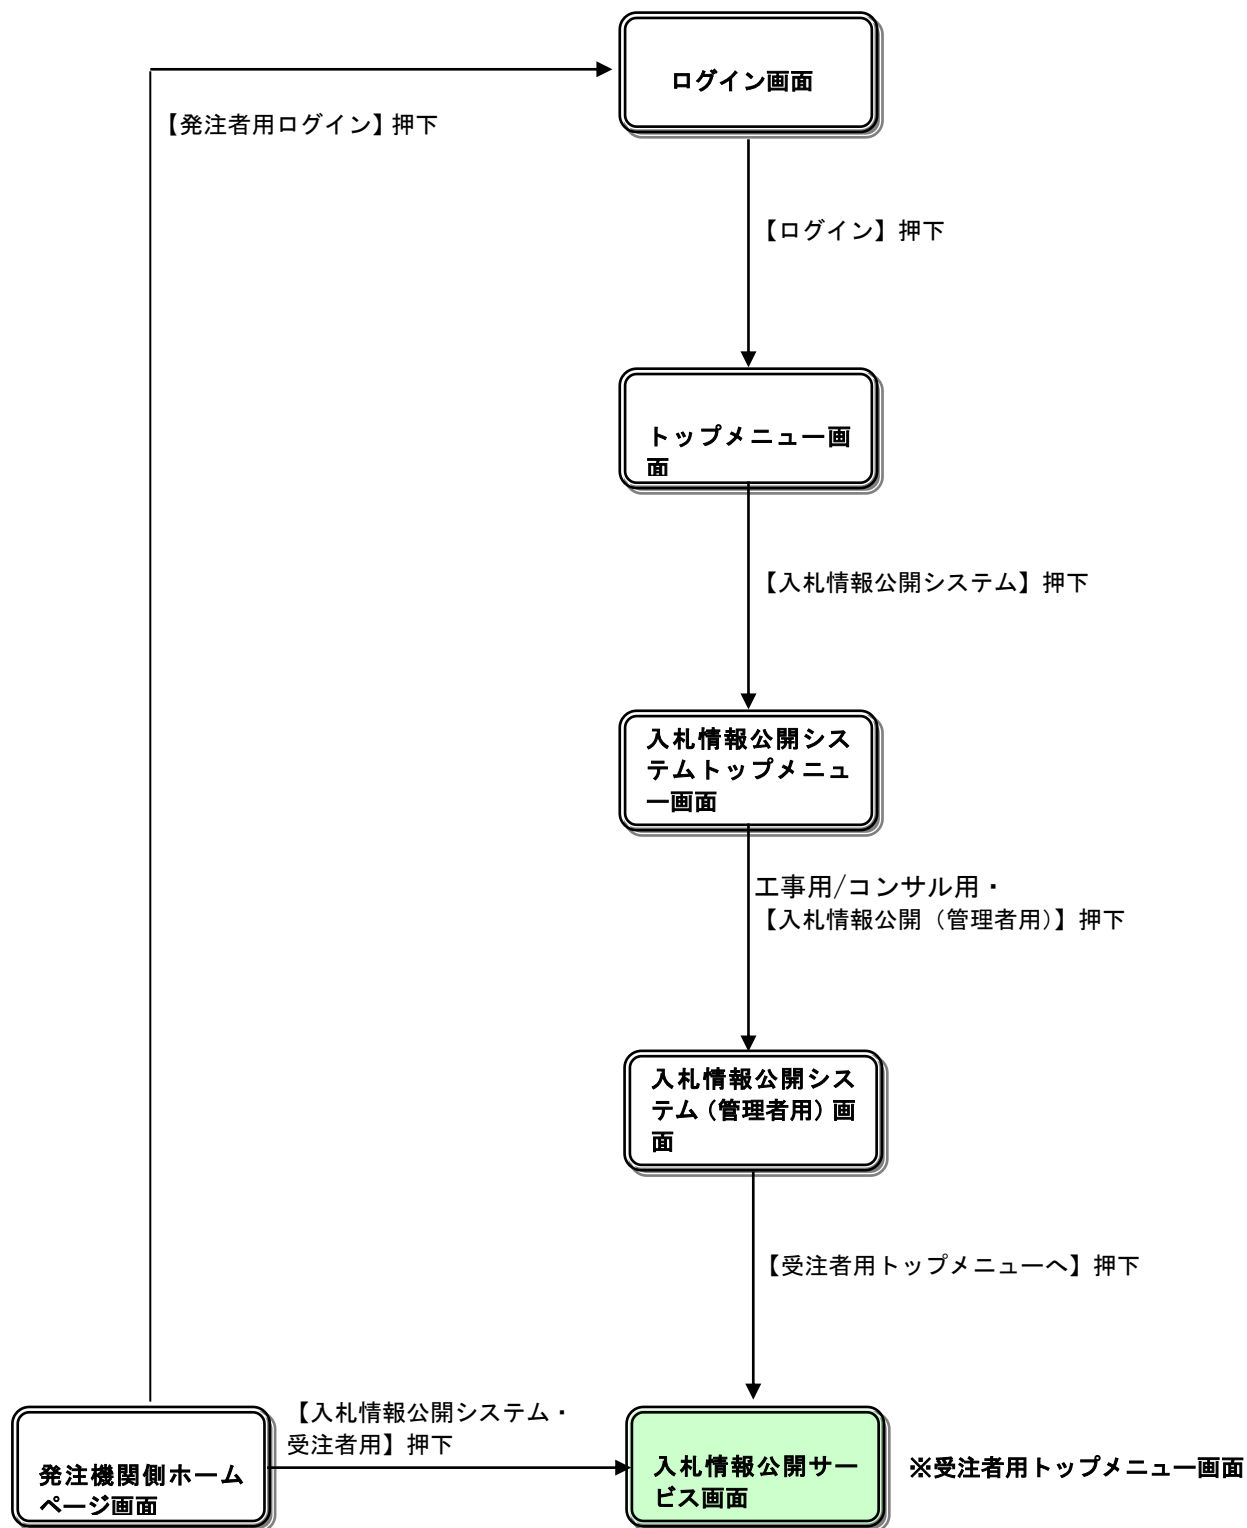 ログイン画面
【発注者用ログイン】押下
【ログイン】押下
トップメニュー画
面
【入札情報公開システム】押下
入札情報公開シス
テムトップメニュ
ー画面
工事用/コンサル用・
【入札情報公開（管理者用）】押下
入札情報公開シス
テム（管理者用）画
面
【受注者用トップメニューへ】押下
【入札情報公開システム・
受注者用】押下
発注機関側ホーム
ページ画面
入札情報公開サー
ビス画面
※受注者用トップメニュー画面